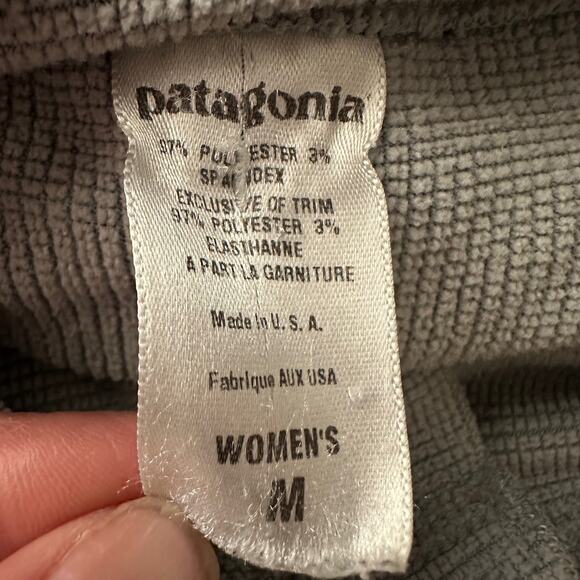 patagonia
97% POLYESTER 3%
SPANDEX
EXCLUSIVE OF TRIM
97% POLYESTER 3%
ELASTHANNE
A PART LA GARNITURE
Made in U.S.A.
Fabrique AUX USA
WOMEN'S
M